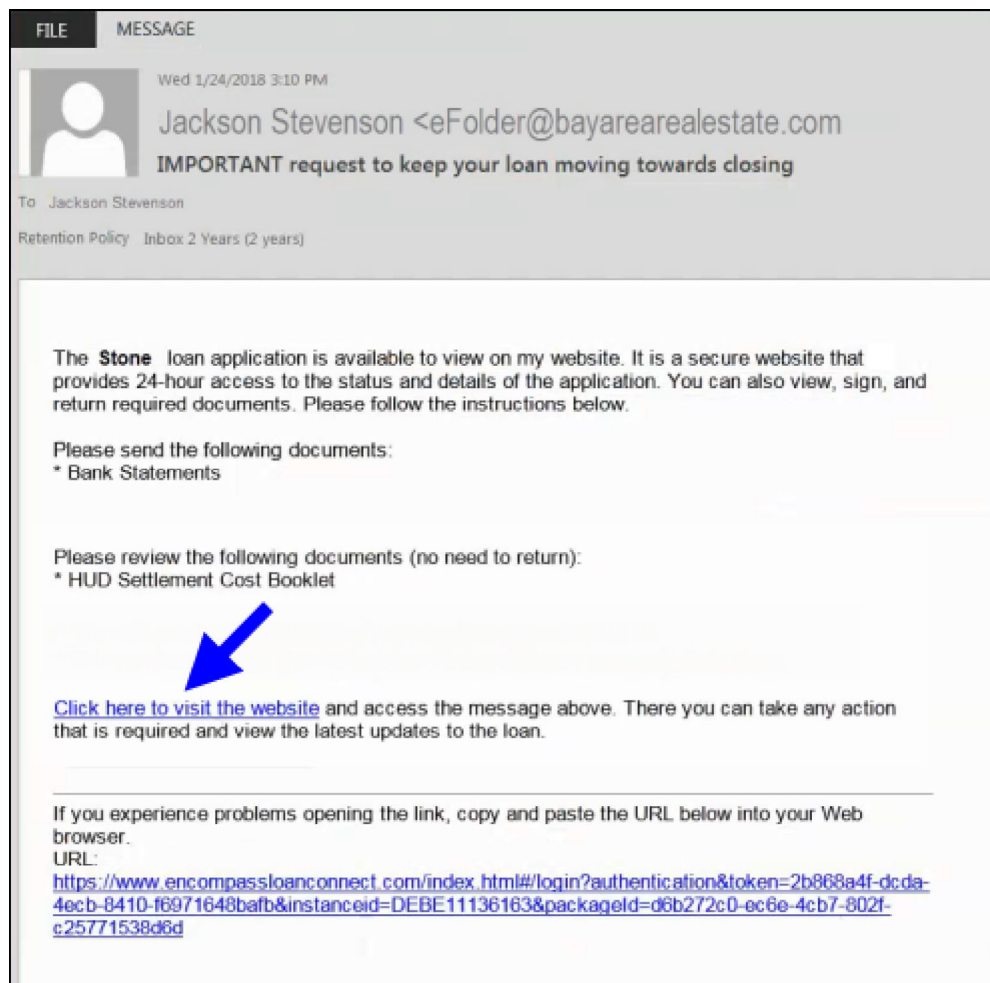 FILE MESSAGE
Wed 1/24/2018 3:10 PM
Jackson Stevenson <eFolder@bayarearealestate.com
IMPORTANT request to keep your loan moving towards closing
To Jackson Stevenson
Retention Policy Inbox 2 Years (2 years)
The Stone loan application is available to view on my website. It is a secure website that
provides 24-hour access to the status and details of the application. You can also view, sign, and
return required documents. Please follow the instructions below.
Please send the following documents:
* Bank Statements
Please review the following documents (no need to return):
* HUD Settlement Cost Booklet
Click here to visit the website and access the message above. There you can take any action
that is required and view the latest updates to the loan.
If you experience problems opening the link, copy and paste the URL below into your Web
browser.
URL:
https://www.encompassloanconnect.com/index.html#/login?authentication&token=2b868a4f-dcda-
4ecb-8410-f6971648bafb&instanceid=DEBE11136163&packageId=d6b272c0-ec6e-4cb7-802f-
c25771538d6d